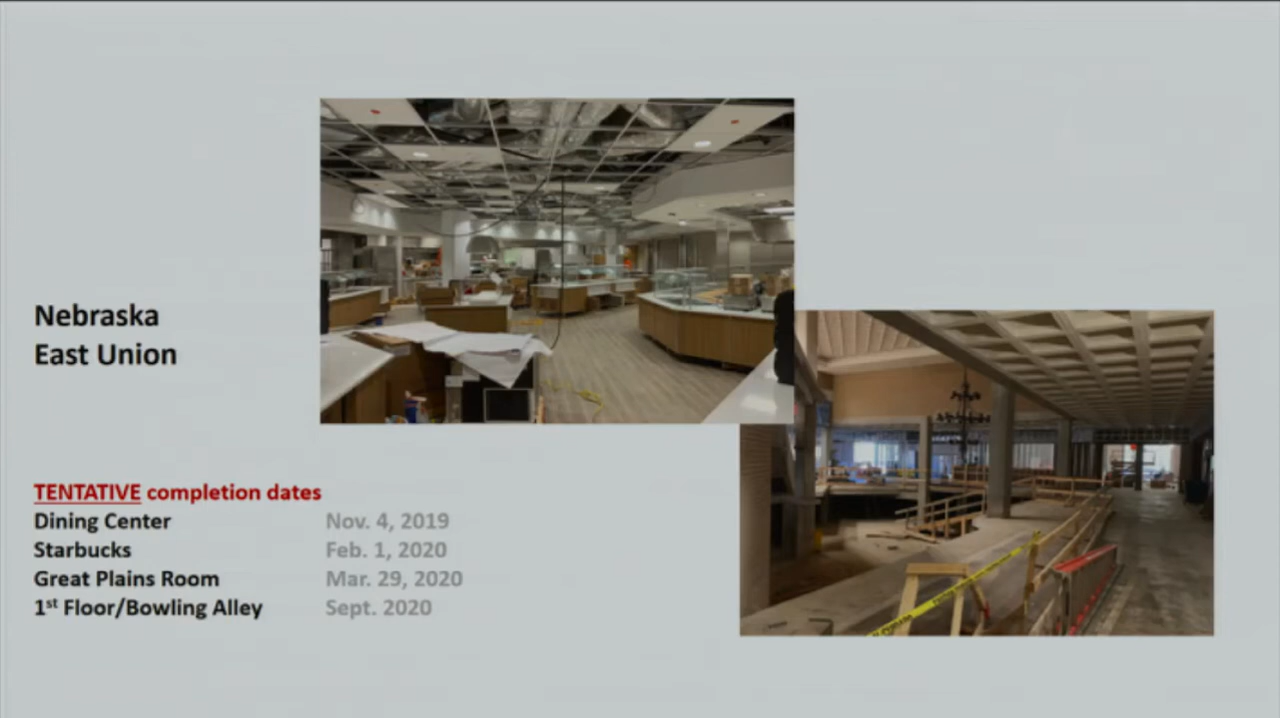 Nebraska
East Union
TENTATIVE completion dates
Dining Center Nov. 4, 2019
Starbucks Feb. 1, 2020
Great Plains Room Mar. 29, 2020
1st Floor/Bowling Alley Sept. 2020